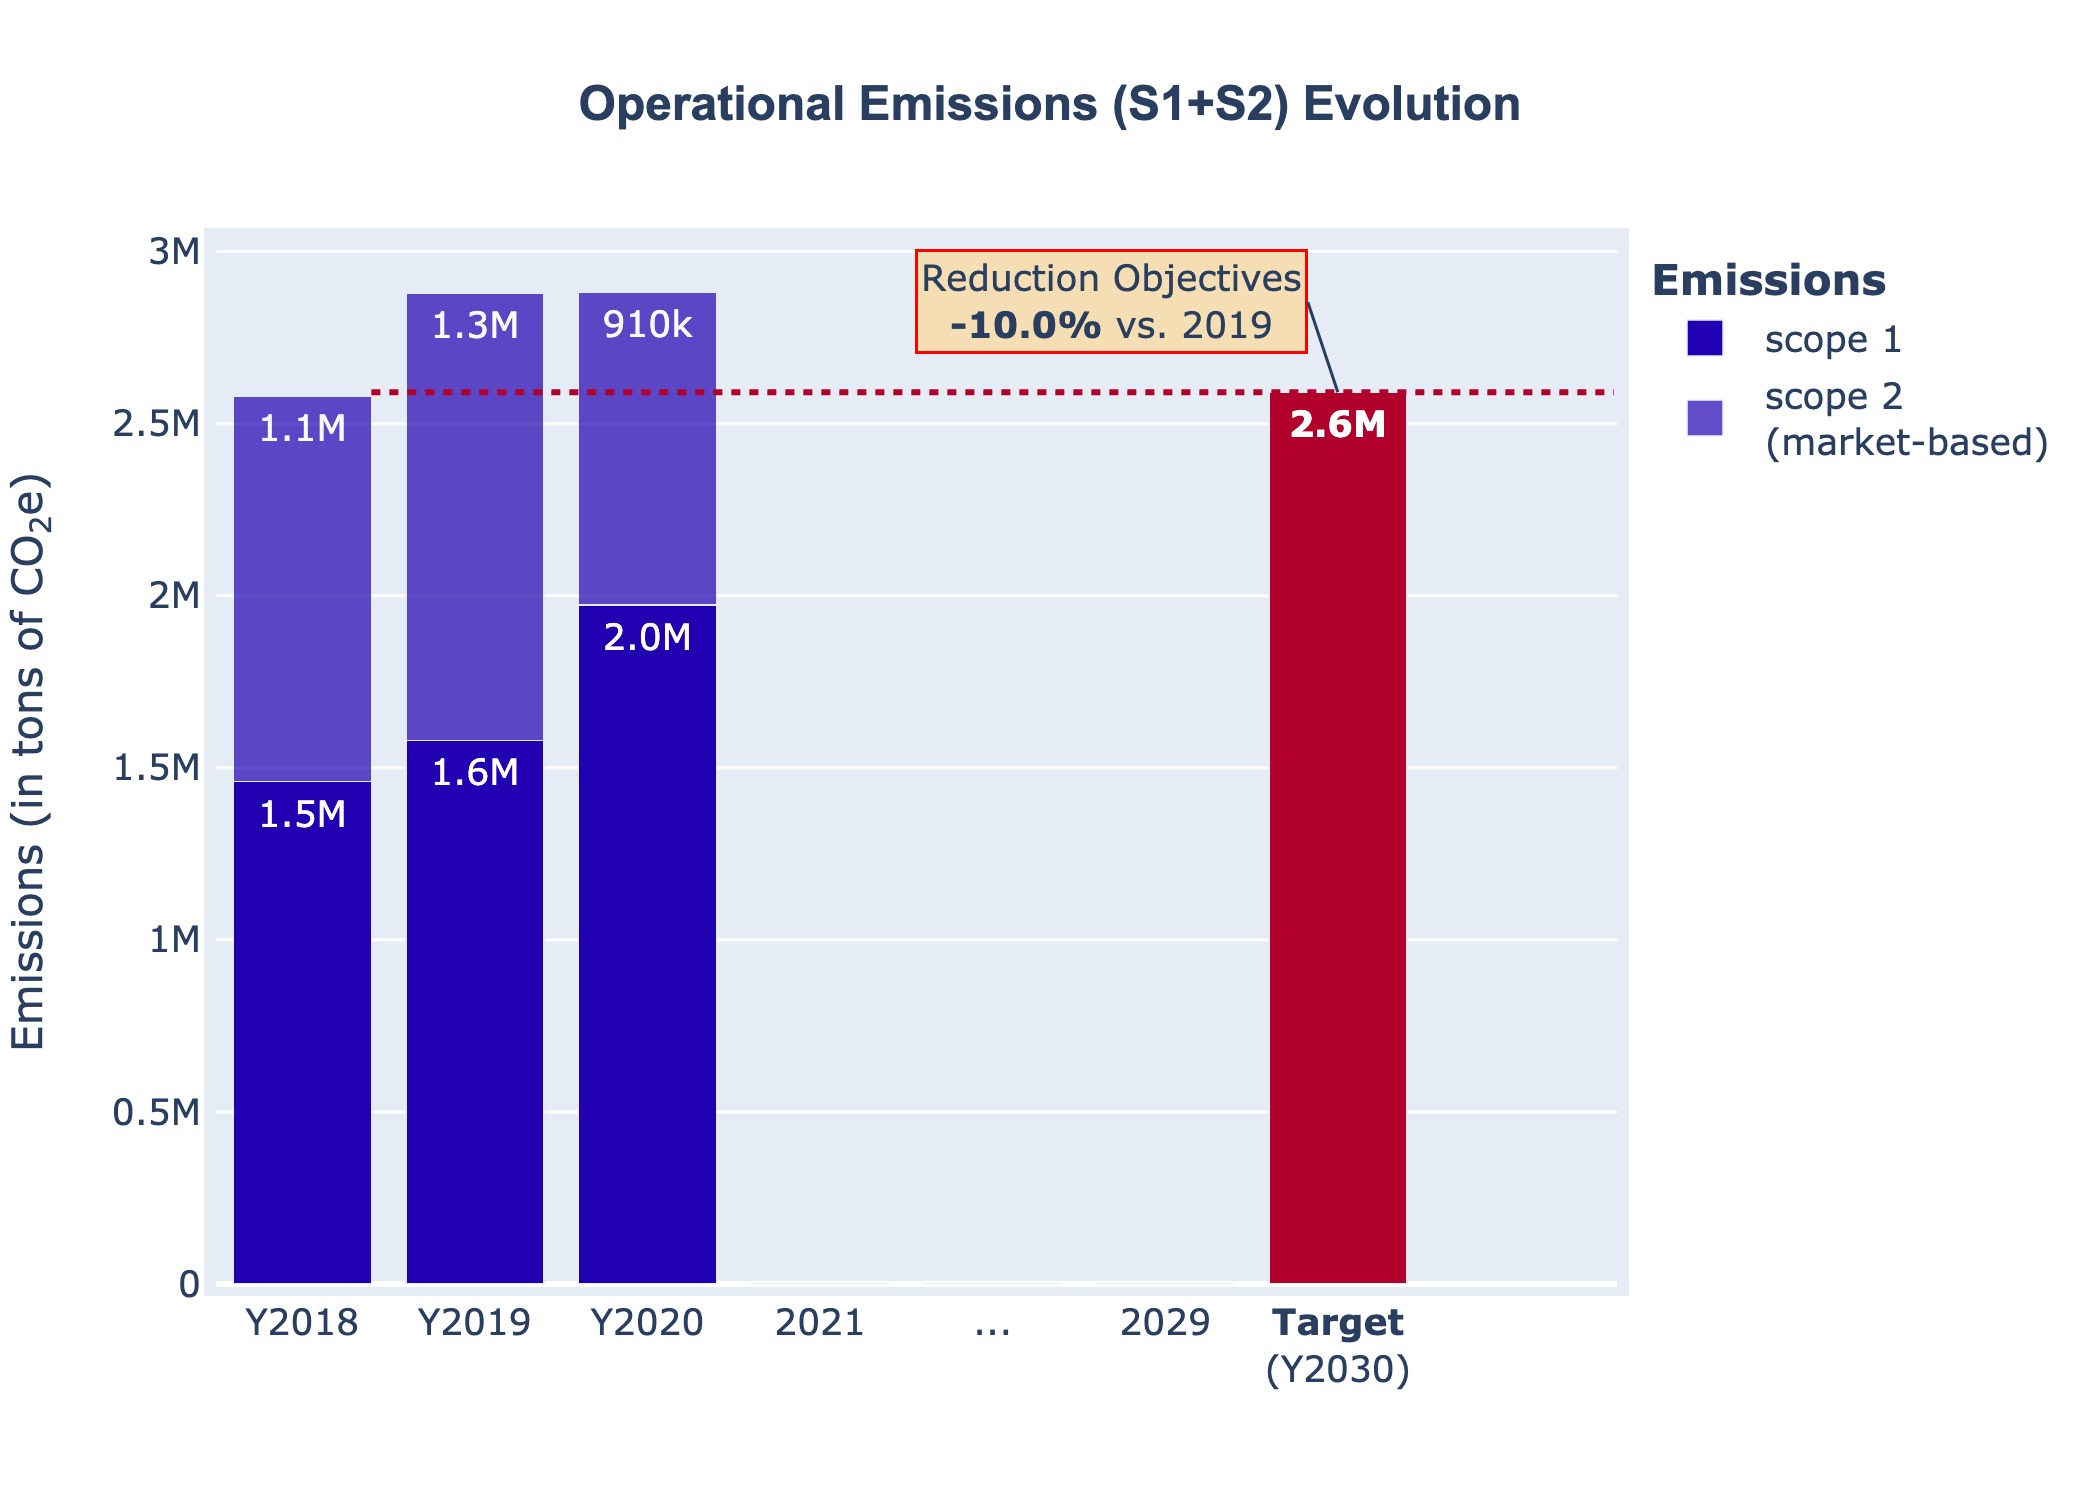 Operational Emissions (S1+S2) Evolution
Emissions (in tons of CO₂e)
3M
2.5M
2M
1.5M
1M
0.5M
0
1.1M
1.5M
1.3M
1.6M
910k
2.0M
Reduction Objectives
-10.0% vs. 2019
2.6M
Y2018
Y2019
Y2020
2021
...
2029
Target
(Y2030)
Emissions
scope 1
scope 2
(market-based)